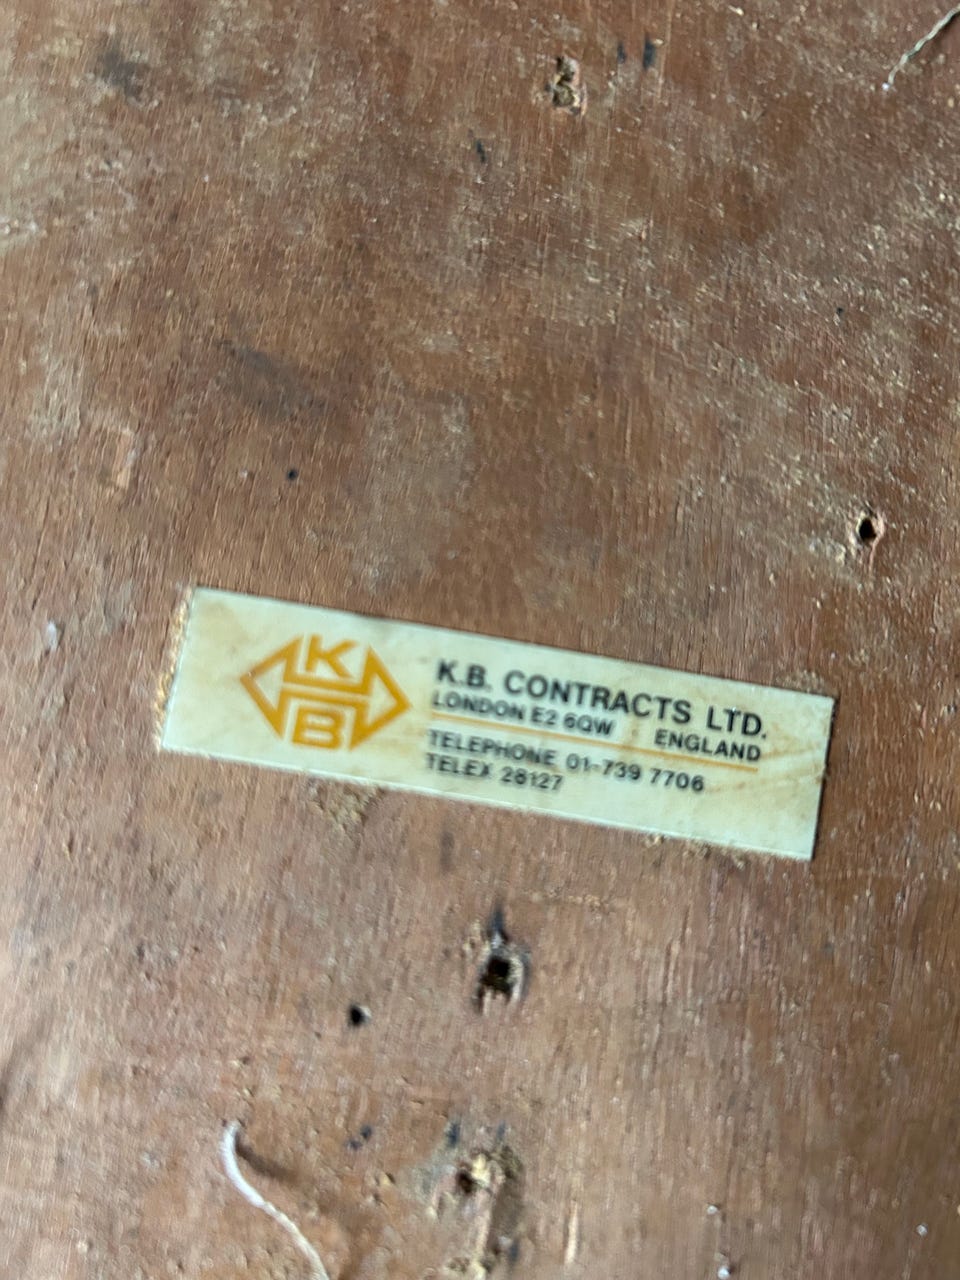 K
B
K.B. CONTRACTS LTD.
LONDON E2 6QW ENGLAND
TELEPHONE 01-739 7706
TELEX 28127